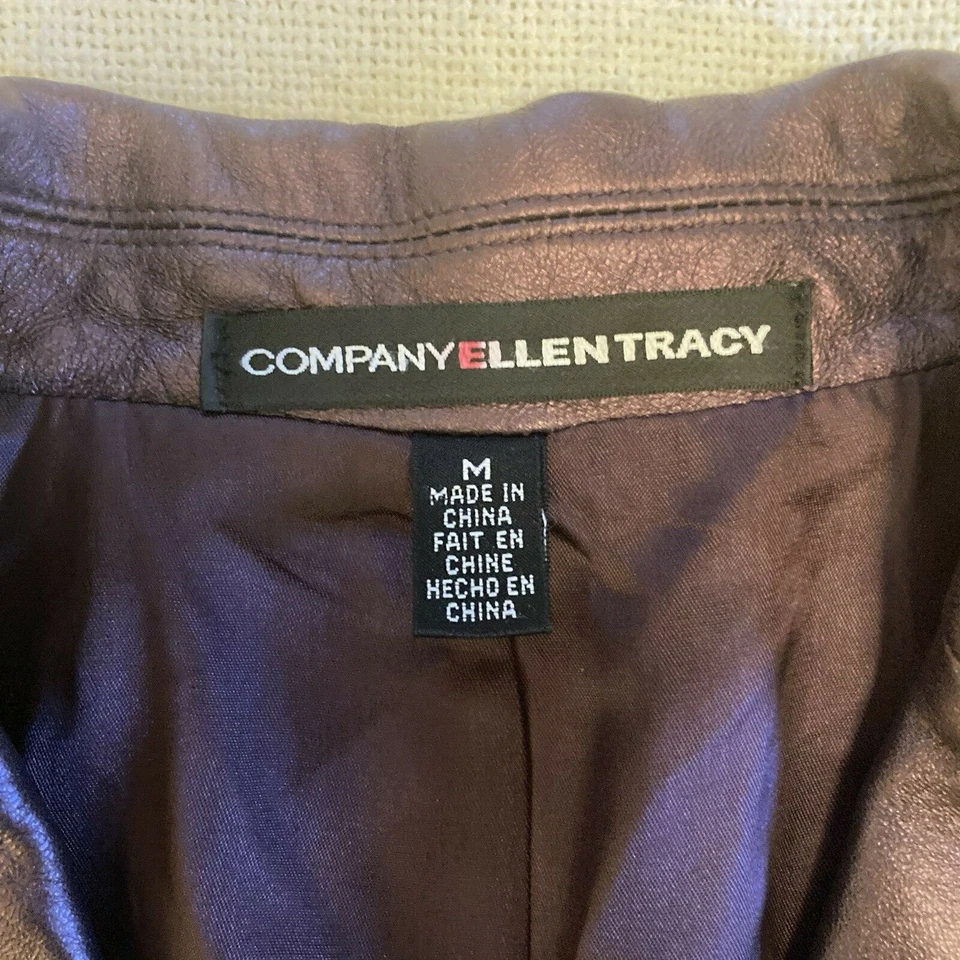 COMPANYELLENTRACY
M
MADE IN
CHINA
FAIT EN
CHINE
HECHO EN
CHINA